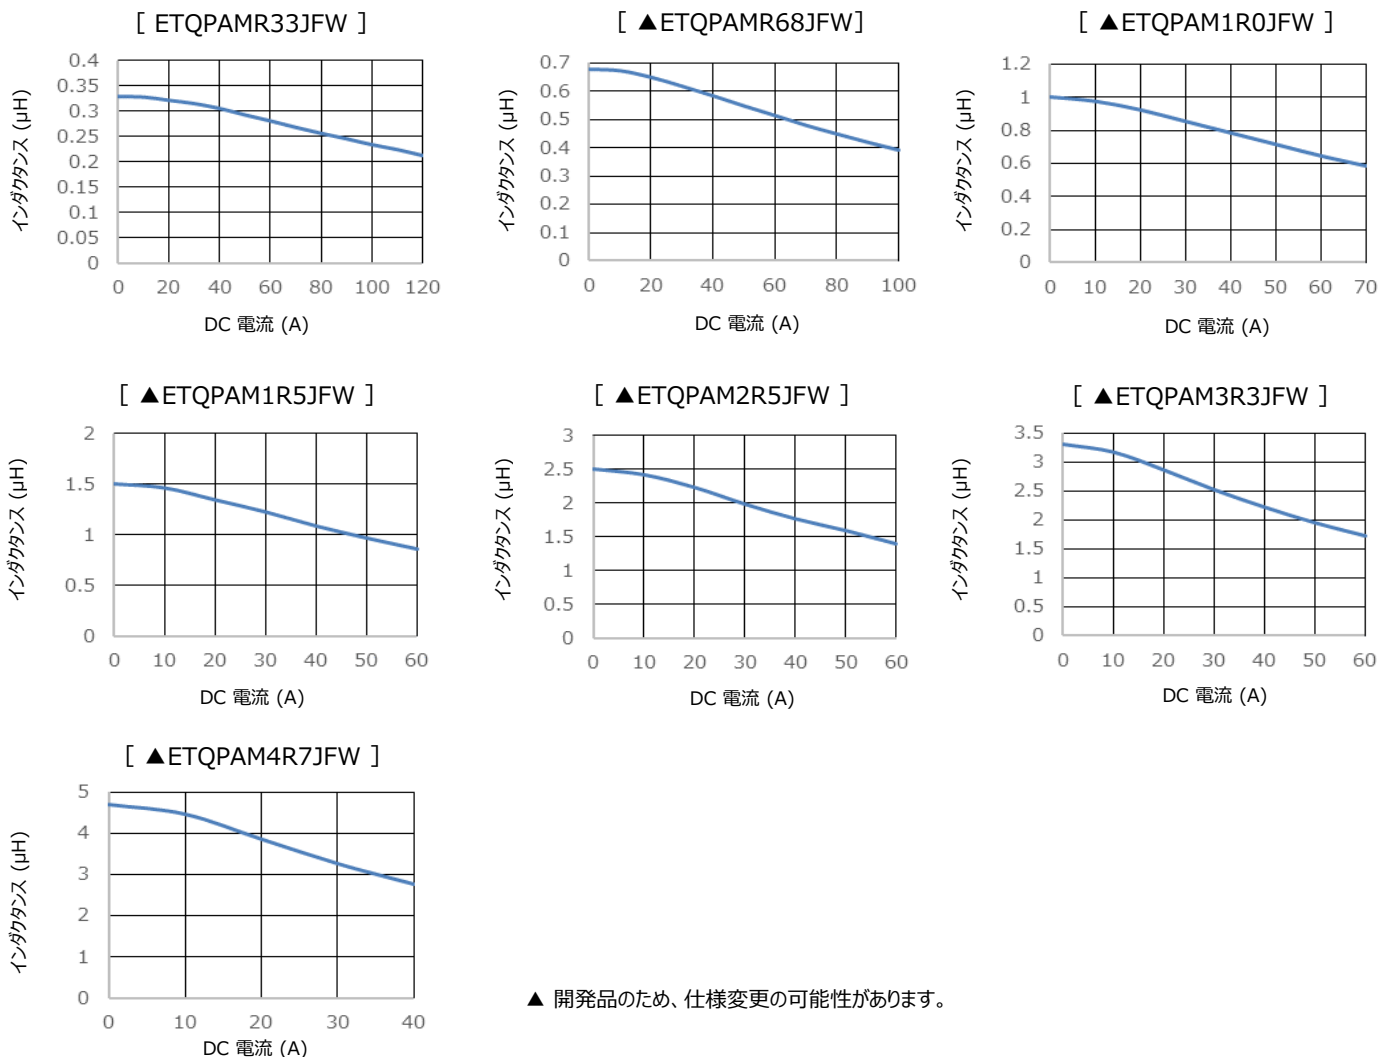 [ ETQPAMR33JFW ]
インダクタンス (μH)
0.4
0.35
0.3
0.25
0.2
0.15
0.1
0.05
0
0 20 40 60 80 100 120
DC 電流 (A)
[ ▲ETQPAMR68JFW]
インダクタンス (μH)
0.7
0.6
0.5
0.4
0.3
0.2
0.1
0
0 20 40 60 80 100
DC 電流 (A)
[ ▲ETQPAM1R0JFW ]
インダクタンス (μH)
1.2
1
0.8
0.6
0.4
0.2
0
0 10 20 30 40 50 60 70
DC 電流 (A)
[ ▲ETQPAM1R5JFW ]
インダクタンス (μH)
2
1.5
1
0.5
0
0 10 20 30 40 50 60
DC 電流 (A)
[ ▲ETQPAM2R5JFW ]
インダクタンス (μH)
3
2.5
2
1.5
1
0.5
0
0 10 20 30 40 50 60
DC 電流 (A)
[ ▲ETQPAM3R3JFW ]
インダクタンス (μH)
3.5
3
2.5
2
1.5
1
0.5
0
0 10 20 30 40 50 60
DC 電流 (A)
[ ▲ETQPAM4R7JFW ]
インダクタンス (μH)
5
4
3
2
1
0
0 10 20 30 40
DC 電流 (A)
▲ 開発品のため、仕様変更の可能性があります。